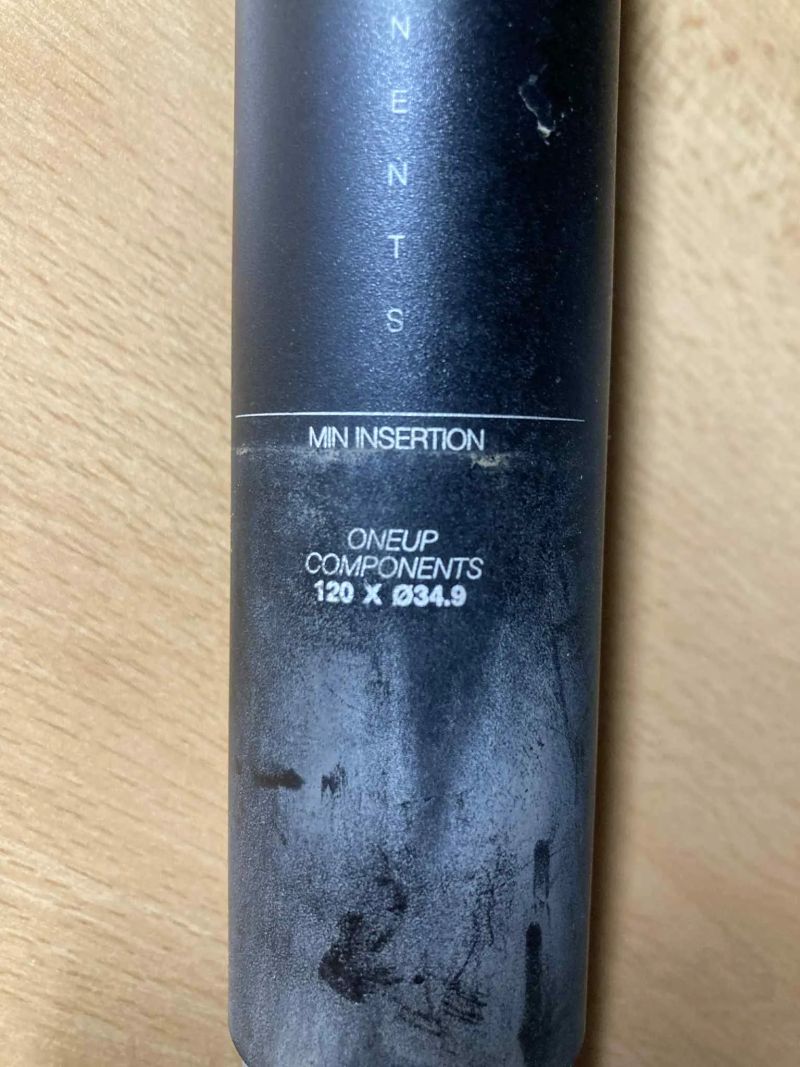 NENTS
MIN INSERTION
ONEUP
COMPONENTS
120 X Ø34.9